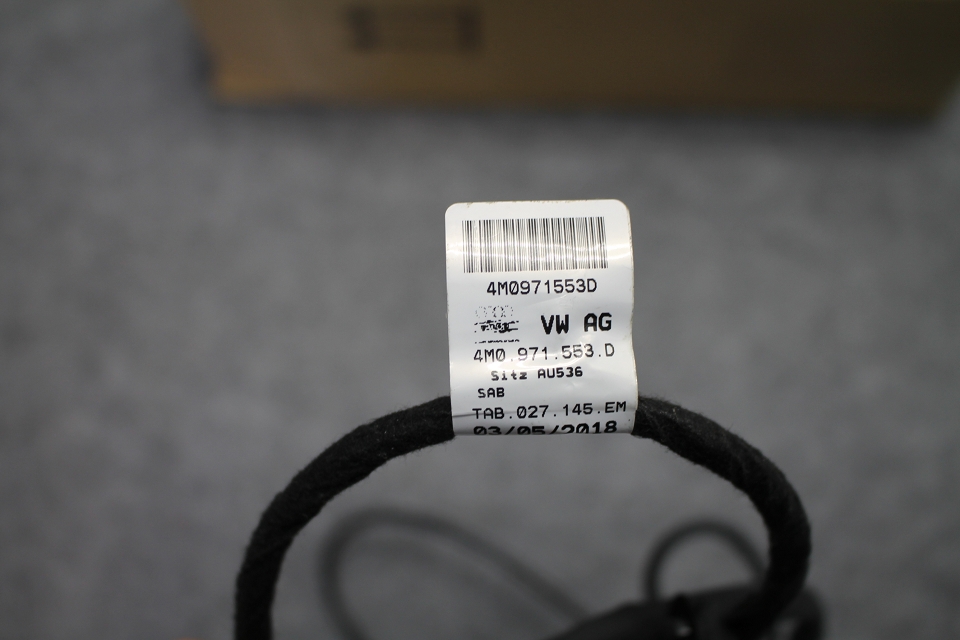 4M0971553D
VW AG
4M0.971.553.D
Sitz AU536
SAB
TAB.027.145.EM
03/05/2018